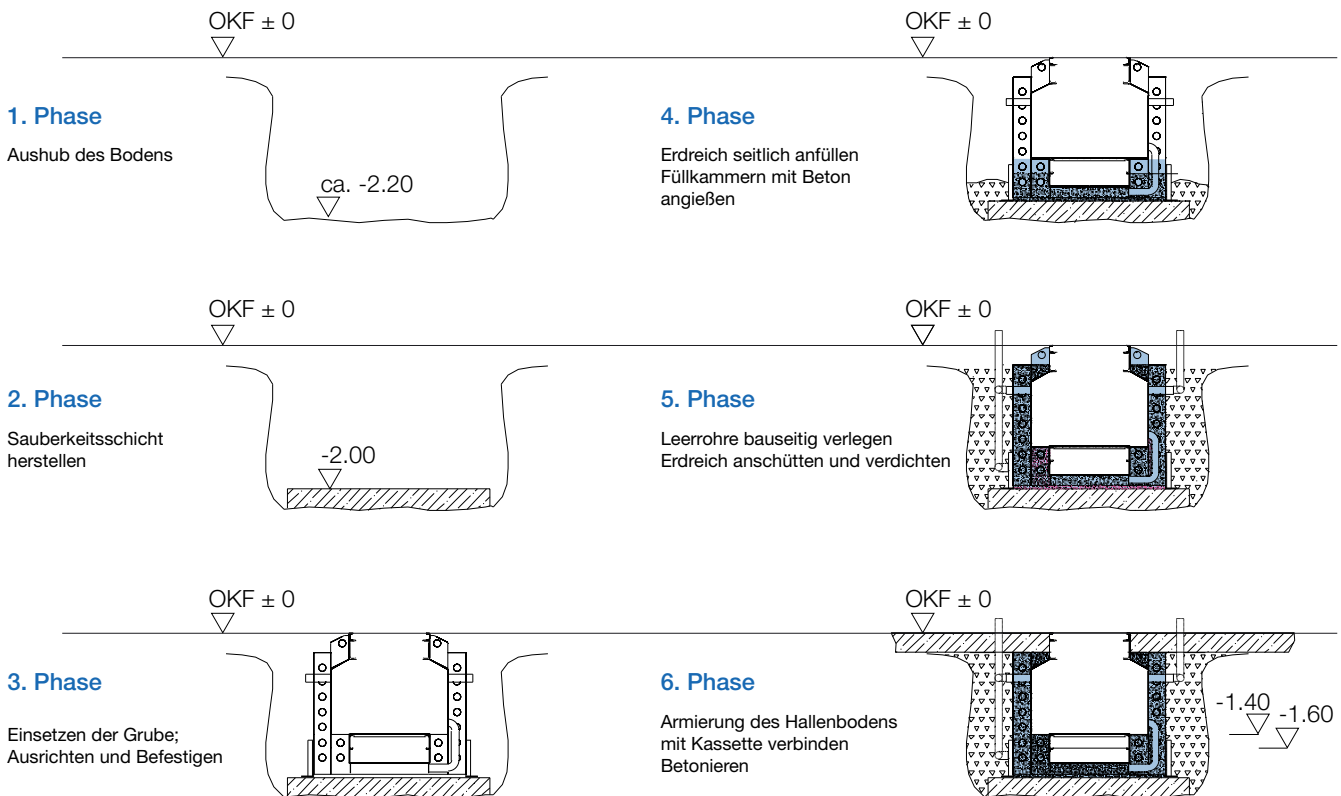 OKF ± 0
1. Phase
Aushub des Bodens
ca. -2.20
OKF ± 0
2. Phase
Sauberkeitsschicht
herstellen
-2.00
OKF ± 0
3. Phase
Einsetzen der Grube;
Ausrichten und Befestigen
OKF ± 0
4. Phase
Erdreich seitlich anfüllen
Füllkammern mit Beton
angießen
OKF ± 0
5. Phase
Leerrohre bauseitig verlegen
Erdreich anschütten und verdichten
OKF ± 0
6. Phase
Armierung des Hallenbodens
mit Kassette verbinden
Betonieren
-1.40
-1.60